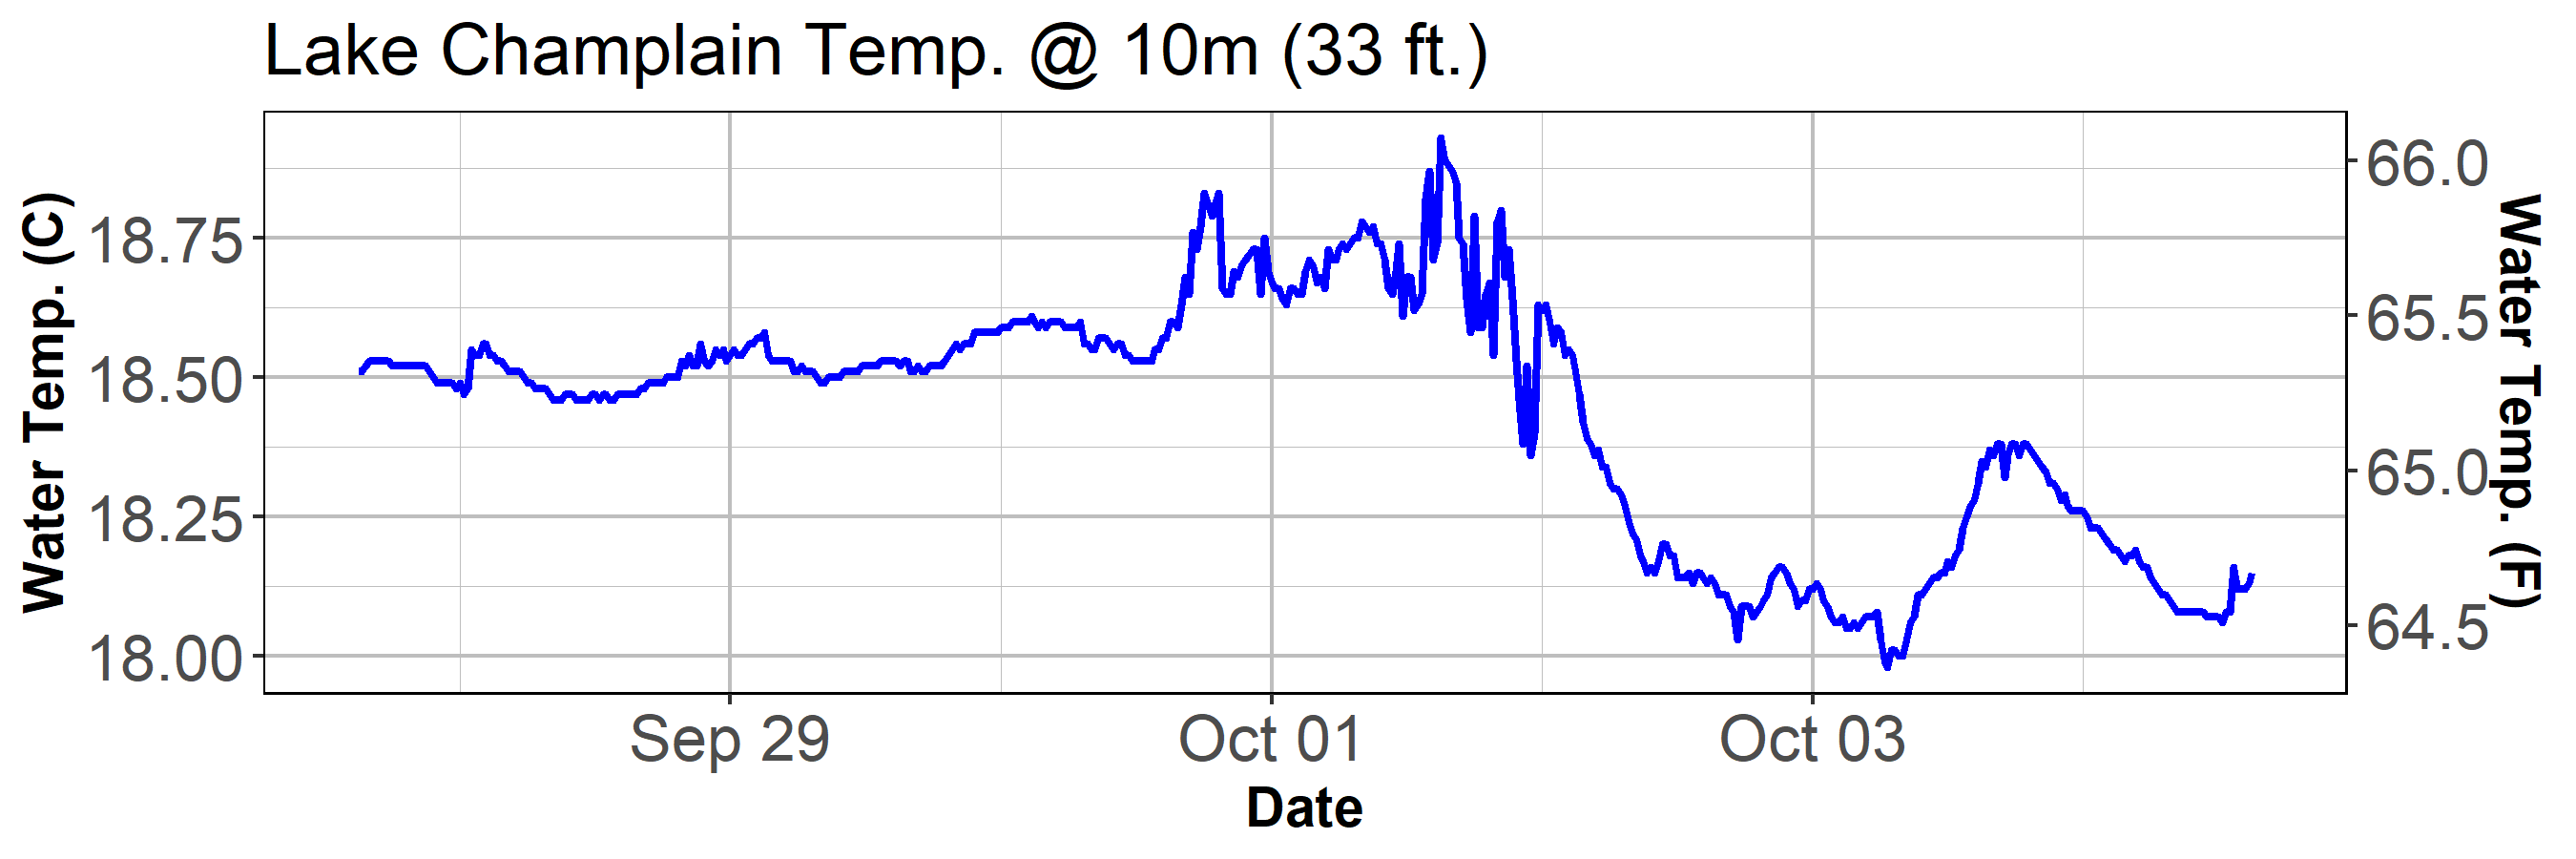 Lake Champlain Temp. @ 10m (33 ft.)
Water Temp. (C)
18.75
18.50
18.25
18.00
66.0
65.5
65.0
64.5
Water Temp. (F)
Sep 29
Oct 01
Oct 03
Date